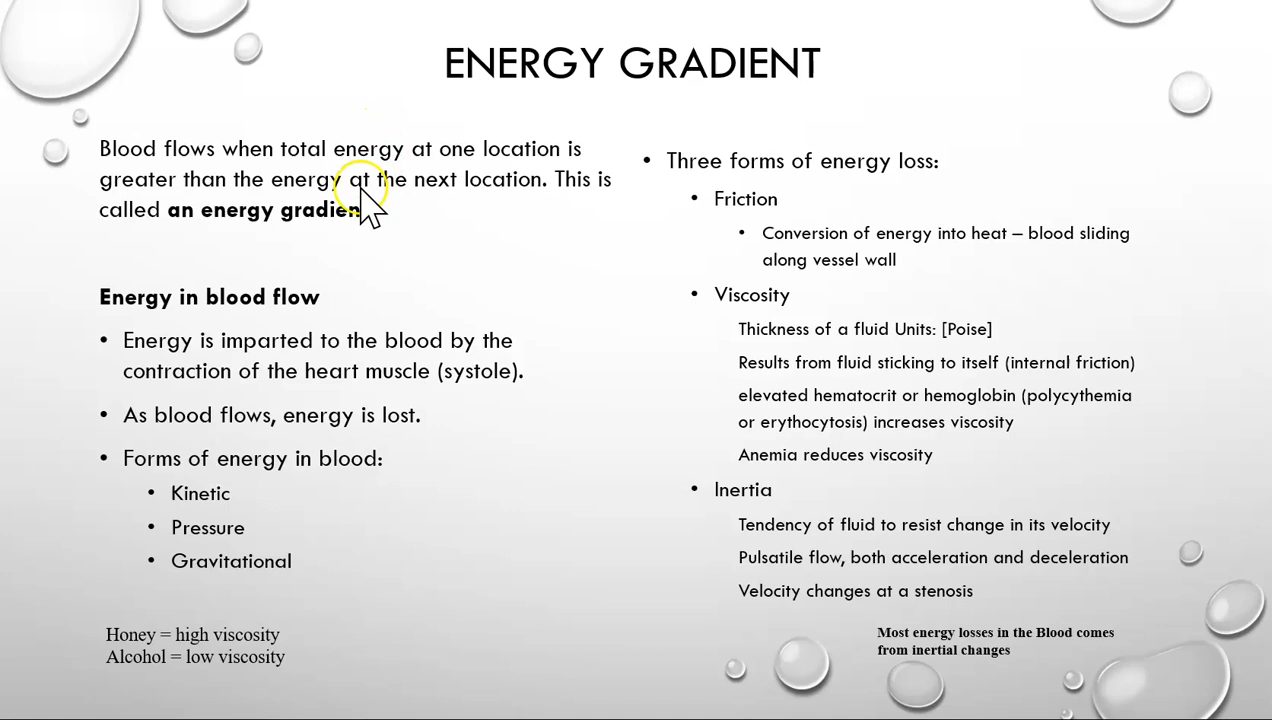 ENERGY GRADIENT
Blood flows when total energy at one location is
greater than the energy at the next location. This is
called an energy gradien
Energy in blood flow
• Energy is imparted to the blood by the
contraction of the heart muscle (systole).
• As blood flows, energy is lost.
• Forms of energy in blood:
• Kinetic
• Pressure
• Gravitational
Honey = high viscosity
Alcohol = low viscosity
• Three forms of energy loss:
• Friction
• Conversion of energy into heat – blood sliding
along vessel wall
• Viscosity
Thickness of a fluid Units: [Poise]
Results from fluid sticking to itself (internal friction)
elevated hematocrit or hemoglobin (polycythemia
or erythocytosis) increases viscosity
Anemia reduces viscosity
• Inertia
Tendency of fluid to resist change in its velocity
Pulsatile flow, both acceleration and deceleration
Velocity changes at a stenosis
Most energy losses in the Blood comes
from inertial changes